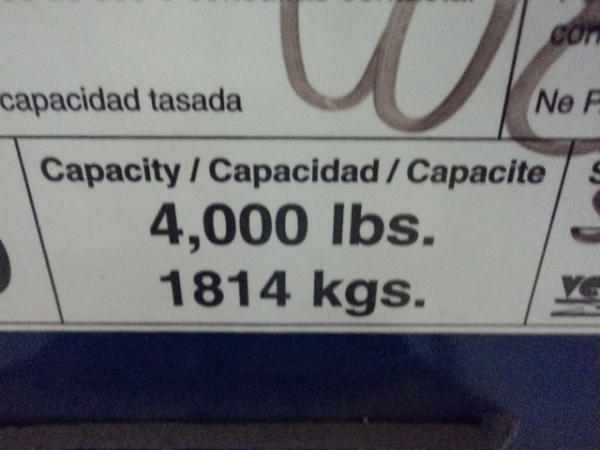 capacidad tasada
Ne
Capacity / Capacidad / Capacite
4,000 lbs.
1814 kgs.